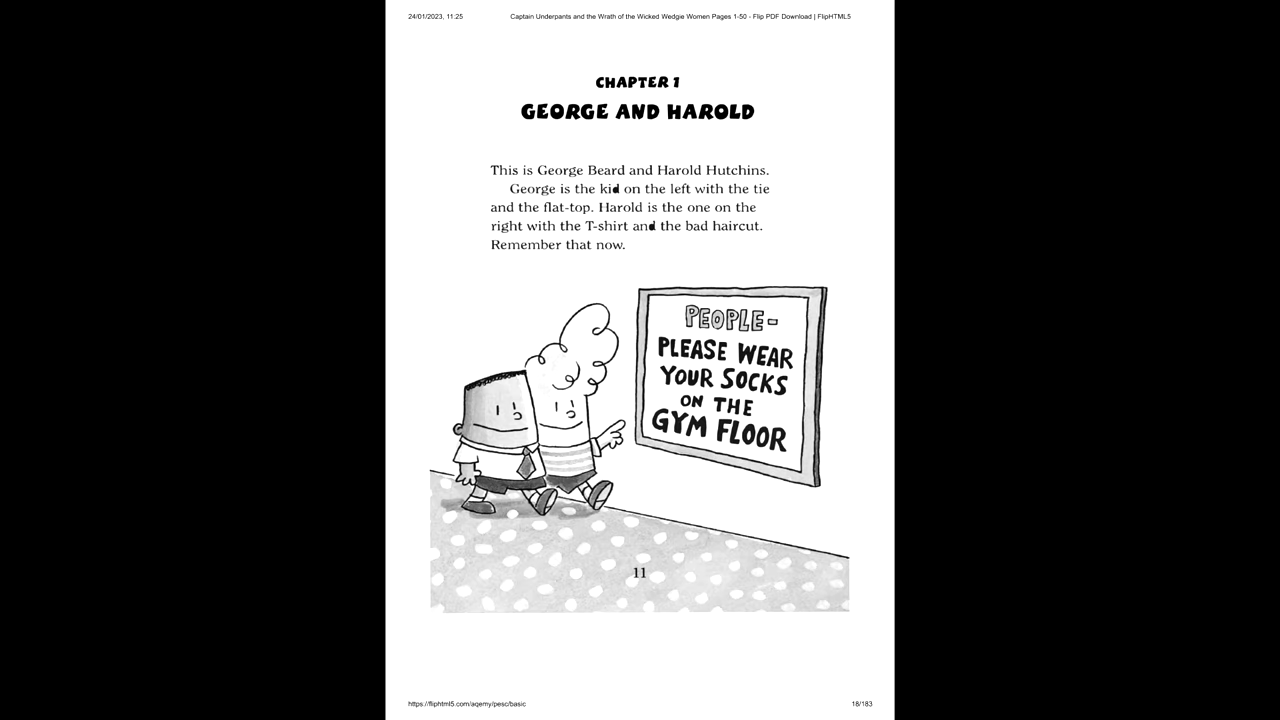 24/01/2023, 11:25 Captain Underpants and the Wrath of the Wicked Wedgie Women Pages 1-50 - Flip PDF Download | FlipHTML5
CHAPTER 1
GEORGE AND HAROLD
This is George Beard and Harold Hutchins.
George is the kid on the left with the tie
and the flat-top. Harold is the one on the
right with the T-shirt and the bad haircut.
Remember that now.
PEOPLE-
PLEASE WEAR
YOUR SOCKS
ON THE
GYM FLOOR
11
https://fliphtml5.com/aqemy/pesc/basic 18/183